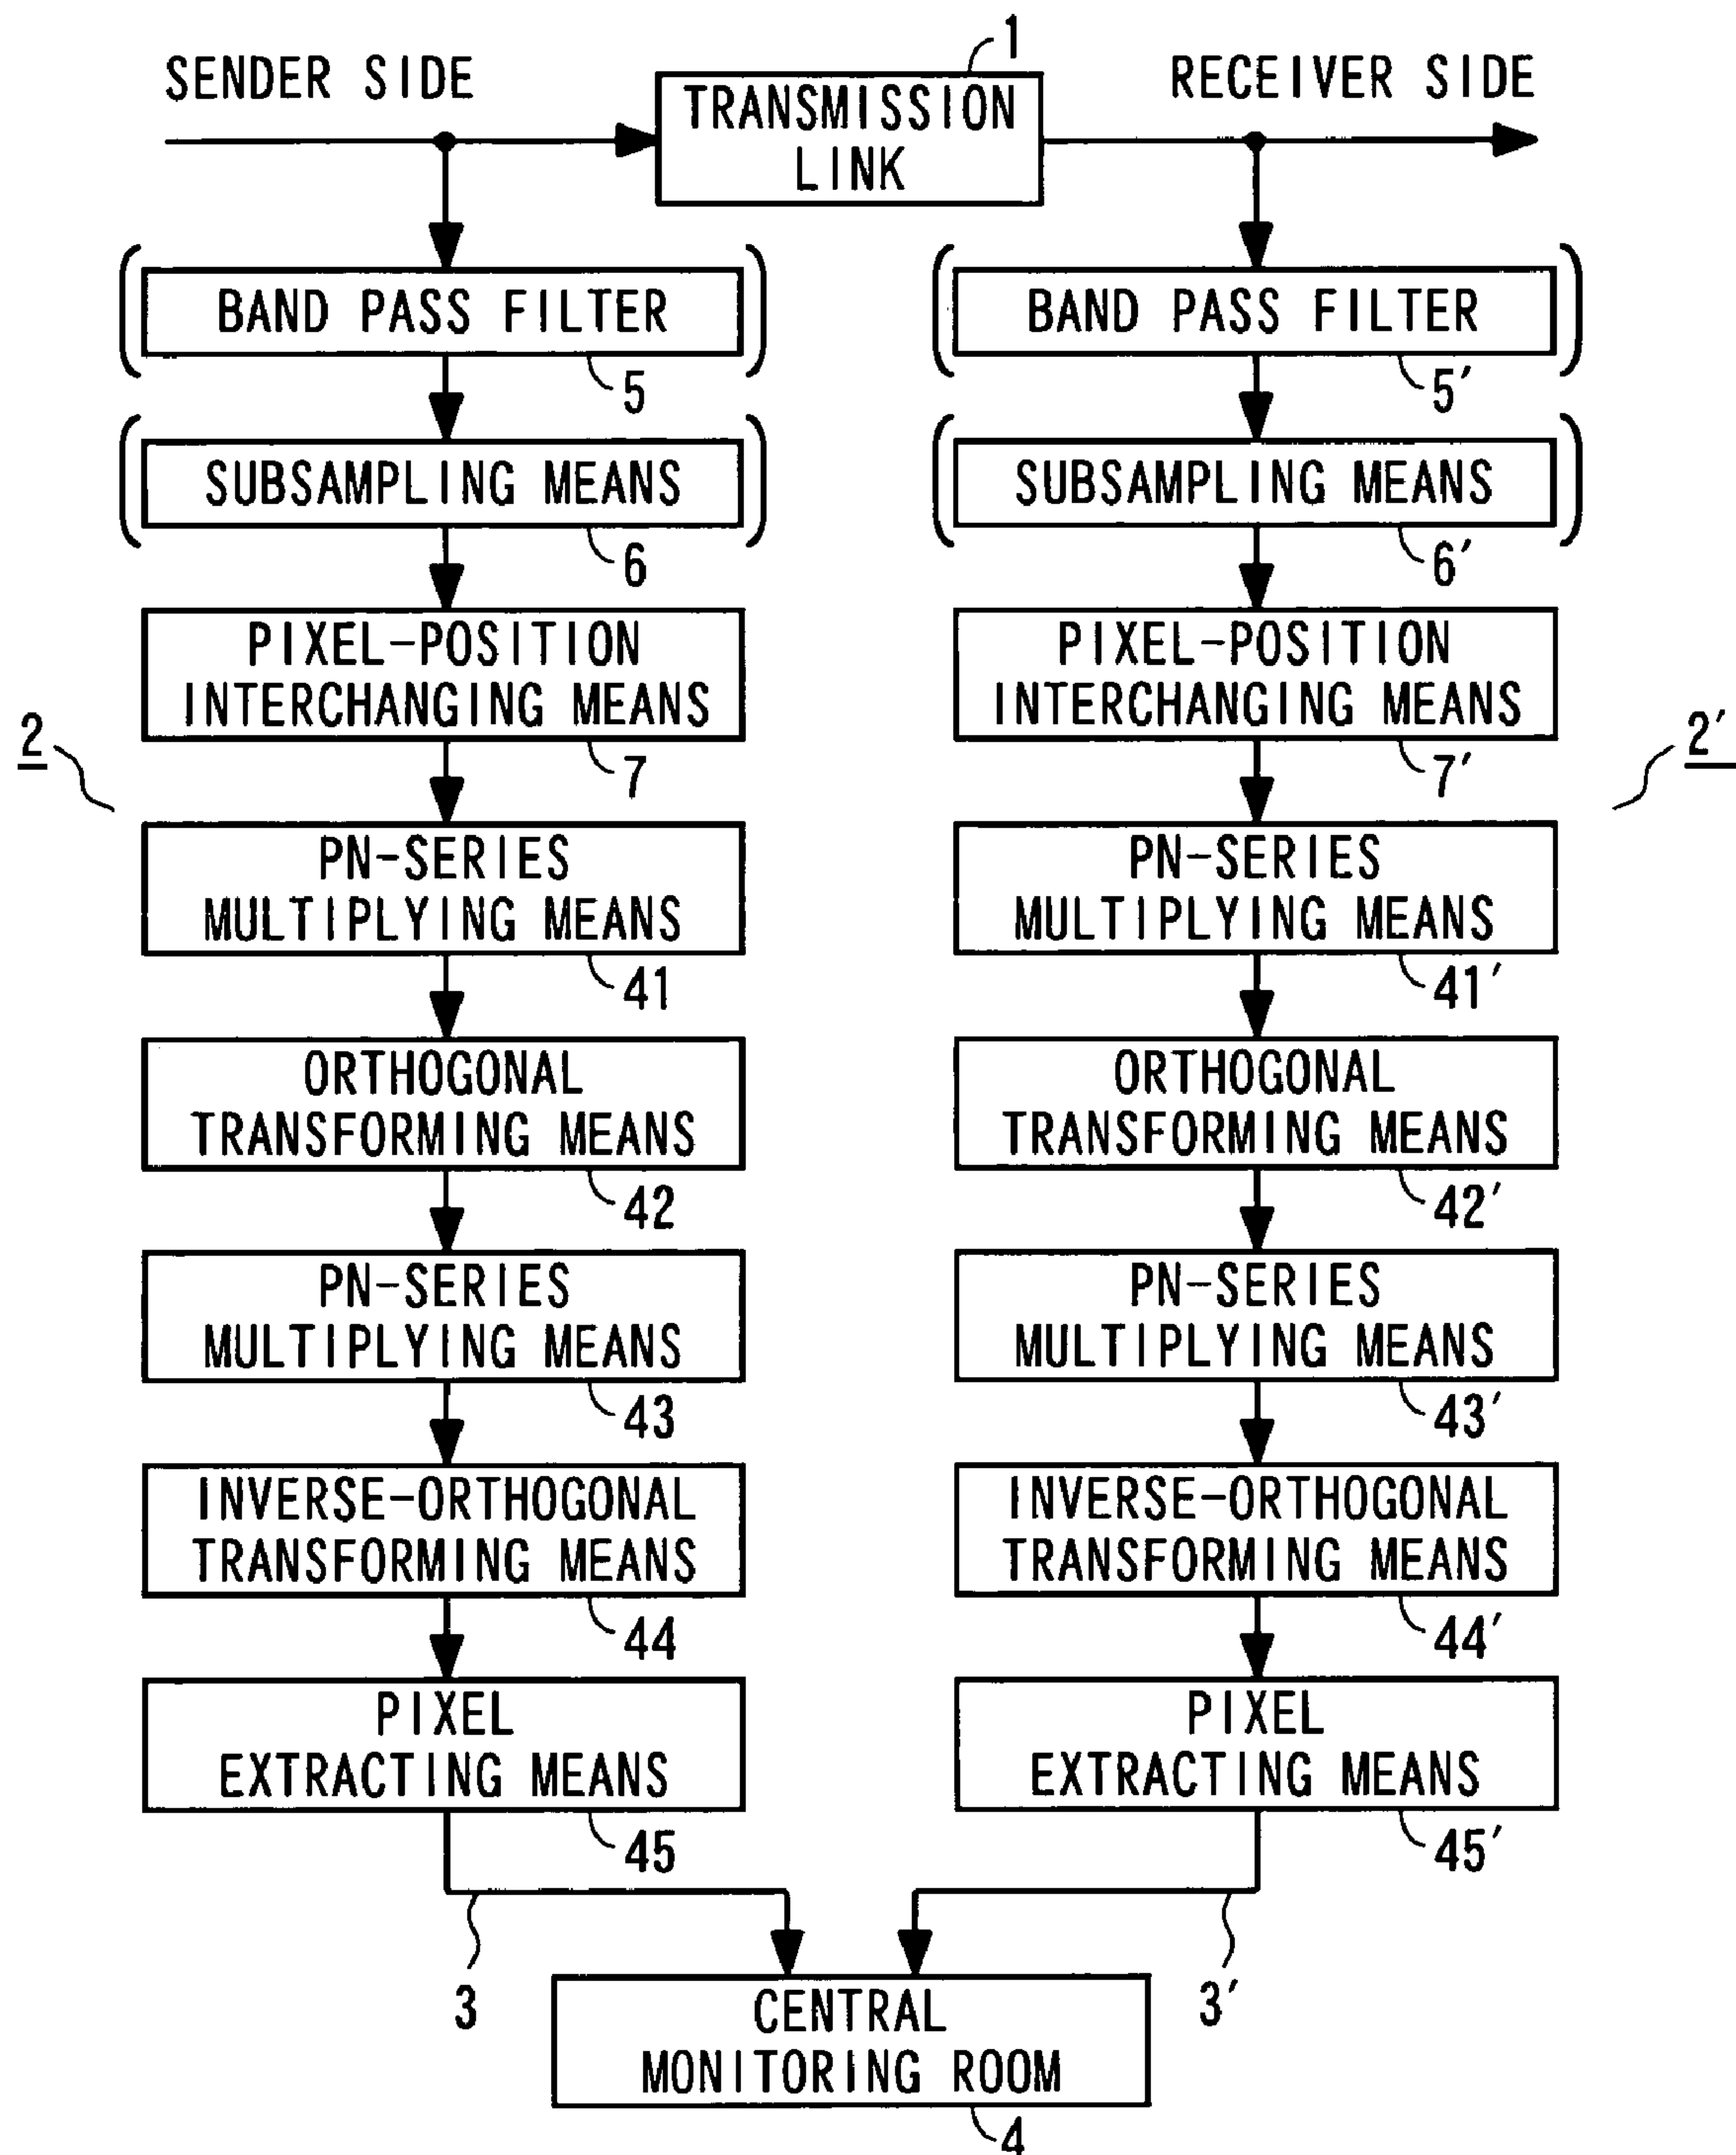 1
SENDER SIDE
TRANSMISSION
LINK
RECEIVER SIDE
BAND PASS FILTER
5
BAND PASS FILTER
5′
SUBSAMPLING MEANS
6
SUBSAMPLING MEANS
6′
PIXEL-POSITION
INTERCHANGING MEANS
7
PIXEL-POSITION
INTERCHANGING MEANS
7′
2
2′
PN-SERIES
MULTIPLYING MEANS
41
PN-SERIES
MULTIPLYING MEANS
41′
ORTHOGONAL
TRANSFORMING MEANS
42
ORTHOGONAL
TRANSFORMING MEANS
42′
PN-SERIES
MULTIPLYING MEANS
43
PN-SERIES
MULTIPLYING MEANS
43′
INVERSE-ORTHOGONAL
TRANSFORMING MEANS
44
INVERSE-ORTHOGONAL
TRANSFORMING MEANS
44′
PIXEL
EXTRACTING MEANS
45
PIXEL
EXTRACTING MEANS
45′
3
3′
CENTRAL
MONITORING ROOM
4